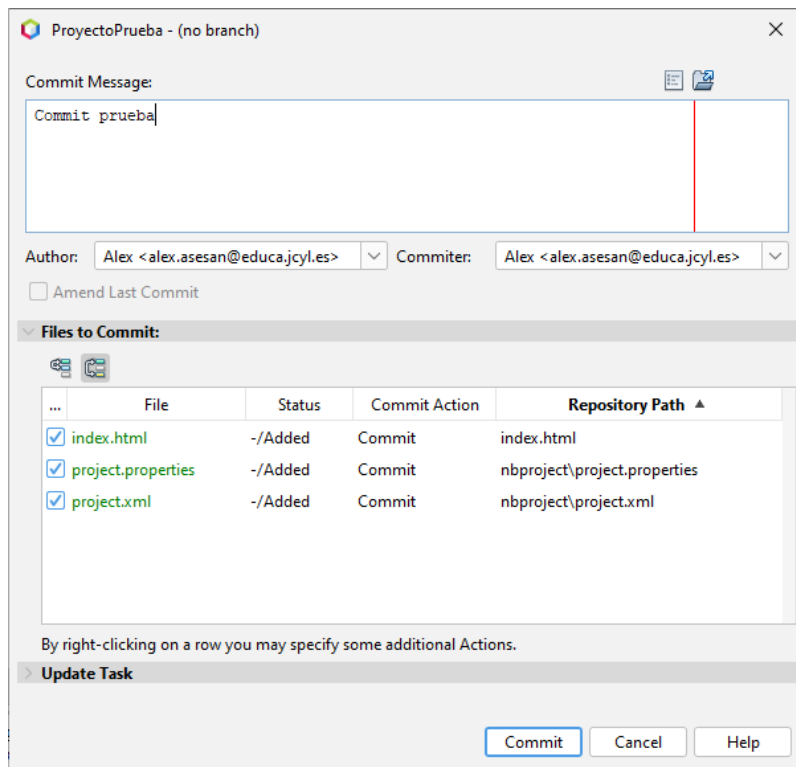 ProyectoPrueba - (no branch)
Commit Message:
Commit prueba
Author: Alex <alex.asesan@educa.jcyl.es> Commiter: Alex <alex.asesan@educa.jcyl.es>
Amend Last Commit
Files to Commit:
... File Status Commit Action Repository Path
index.html -/Added Commit index.html
project.properties -/Added Commit nbproject\project.properties
project.xml -/Added Commit nbproject\project.xml
By right-clicking on a row you may specify some additional Actions.
Update Task
Commit Cancel Help